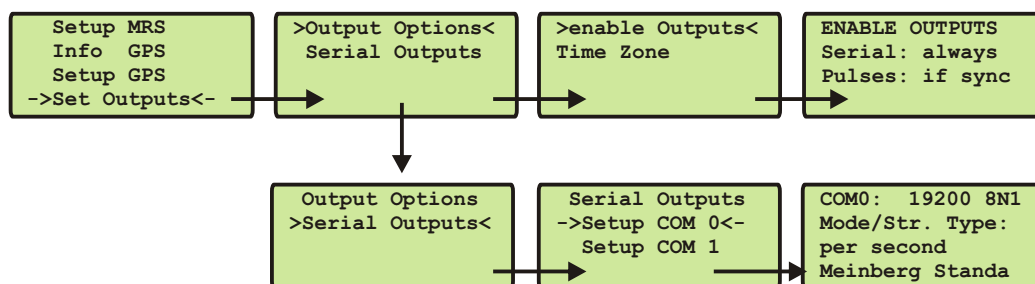 Setup MRS
Info GPS
Setup GPS
->Set Outputs<-
>Output Options<
Serial Outputs
>enable Outputs<
Time Zone
ENABLE OUTPUTS
Serial: always
Pulses: if sync
Output Options
>Serial Outputs<
Serial Outputs
->Setup COM 0<-
Setup COM 1
COM0: 19200 8N1
Mode/Str. Type:
per second
Meinberg Standa